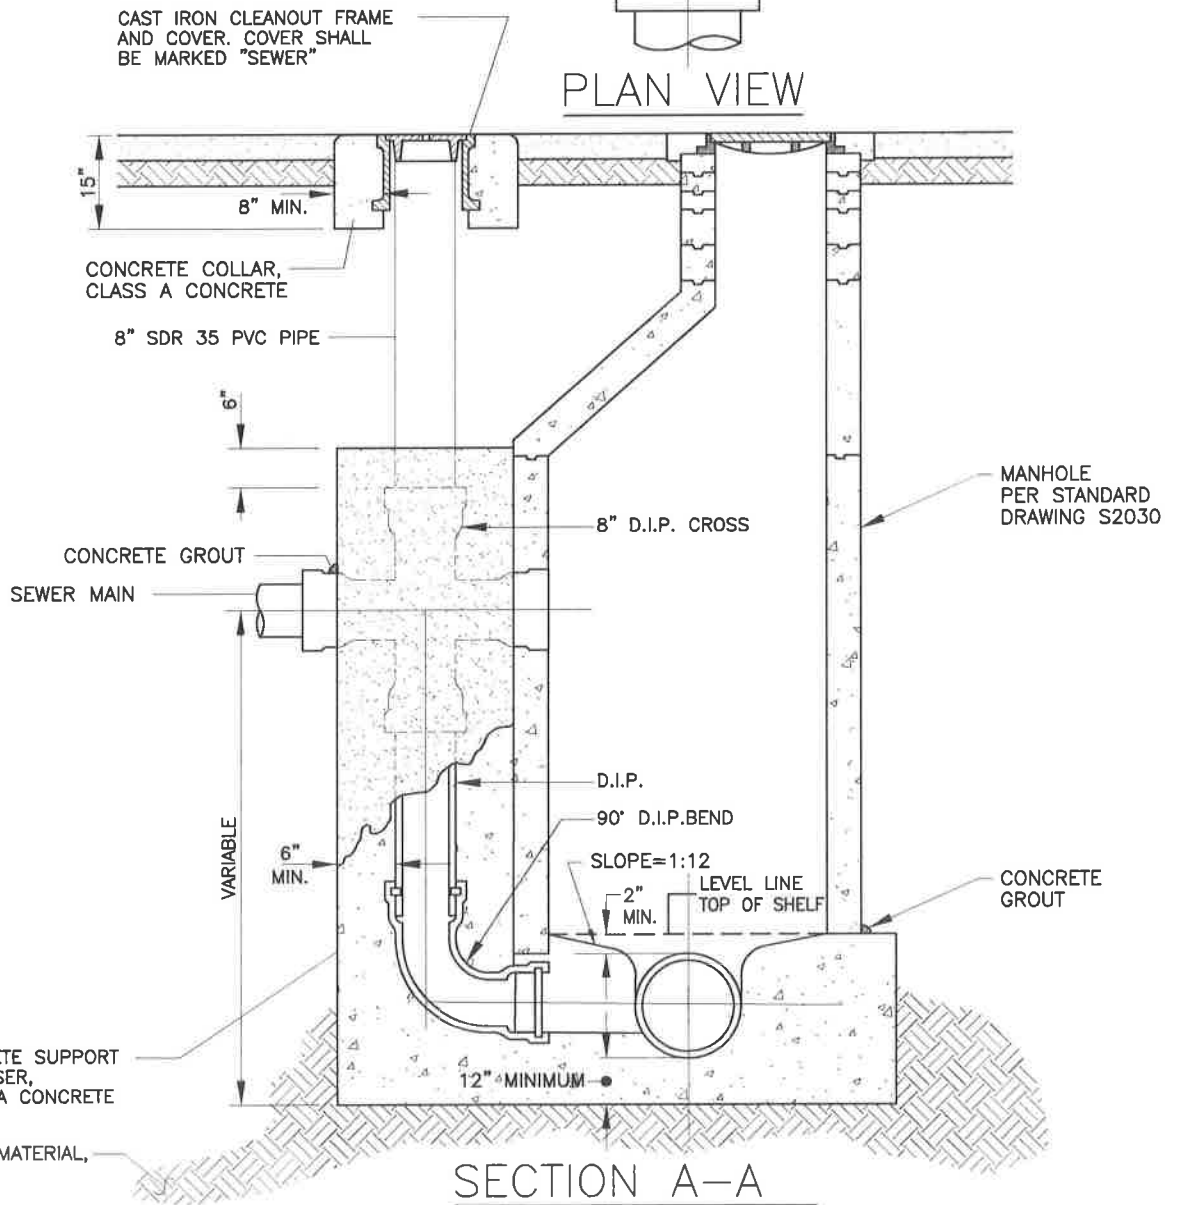 CAST IRON CLEANOUT FRAME
AND COVER. COVER SHALL
BE MARKED "SEWER"
PLAN VIEW
15"
8" MIN.
CONCRETE COLLAR,
CLASS A CONCRETE
8" SDR 35 PVC PIPE
6"
MANHOLE
PER STANDARD
DRAWING S2030
8" D.I.P. CROSS
CONCRETE GROUT
SEWER MAIN
D.I.P.
90° D.I.P.BEND
VARIABLE
6"
MIN.
SLOPE=1:12
2"
MIN.
LEVEL LINE
TOP OF SHELF
CONCRETE
GROUT
ETE SUPPORT
SER,
A CONCRETE
12" MINIMUM
MATERIAL,
SECTION A-A